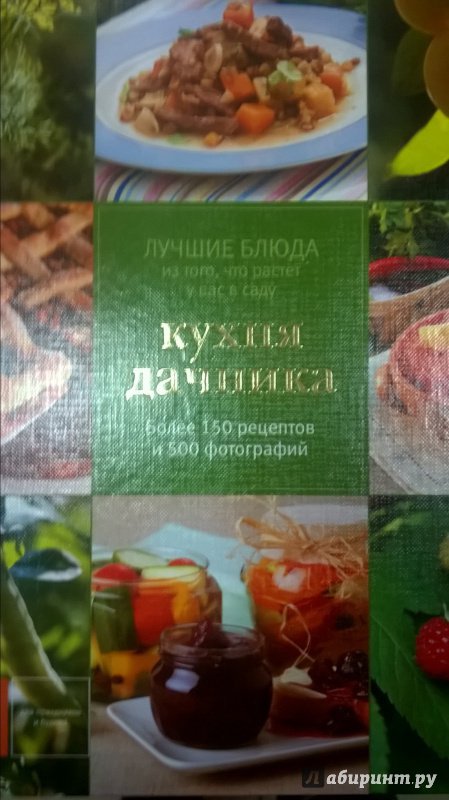 ЛУЧШИЕ БЛЮДА
из того, что растет
у вас в саду
кухня
дачника
Более 150 рецептов
и 500 фотографий
Лабиринт.ру